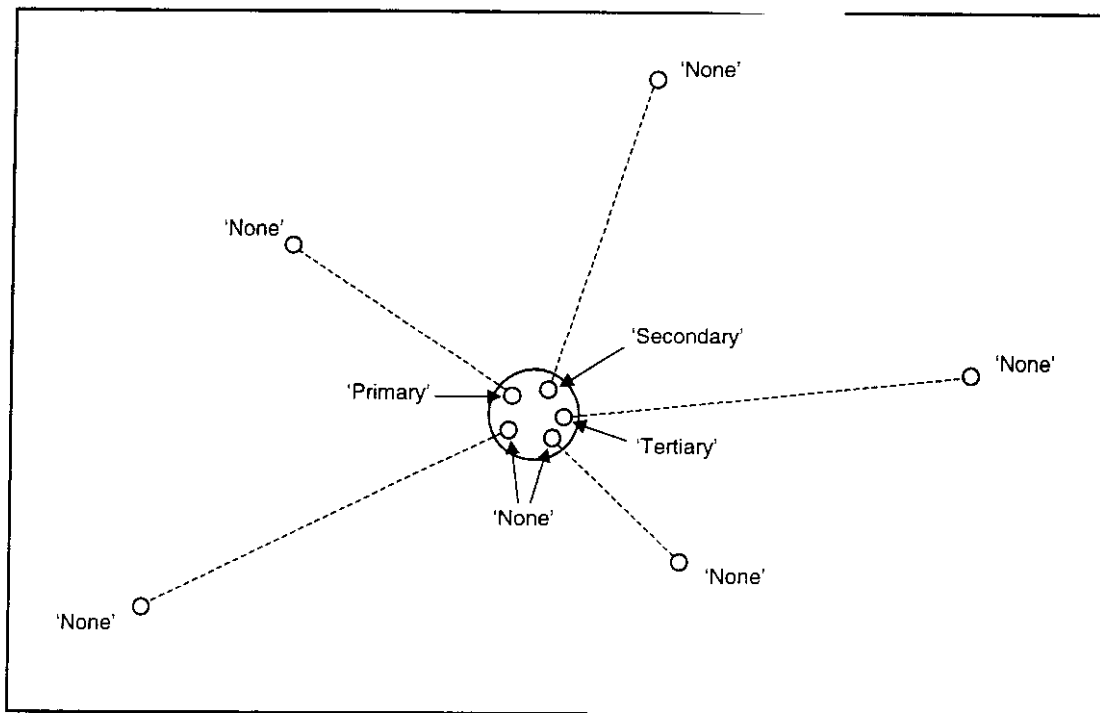 ‘None’
‘None’
‘Secondary’
‘None’
‘Primary’
‘Tertiary’
‘None’
‘None’
‘None’